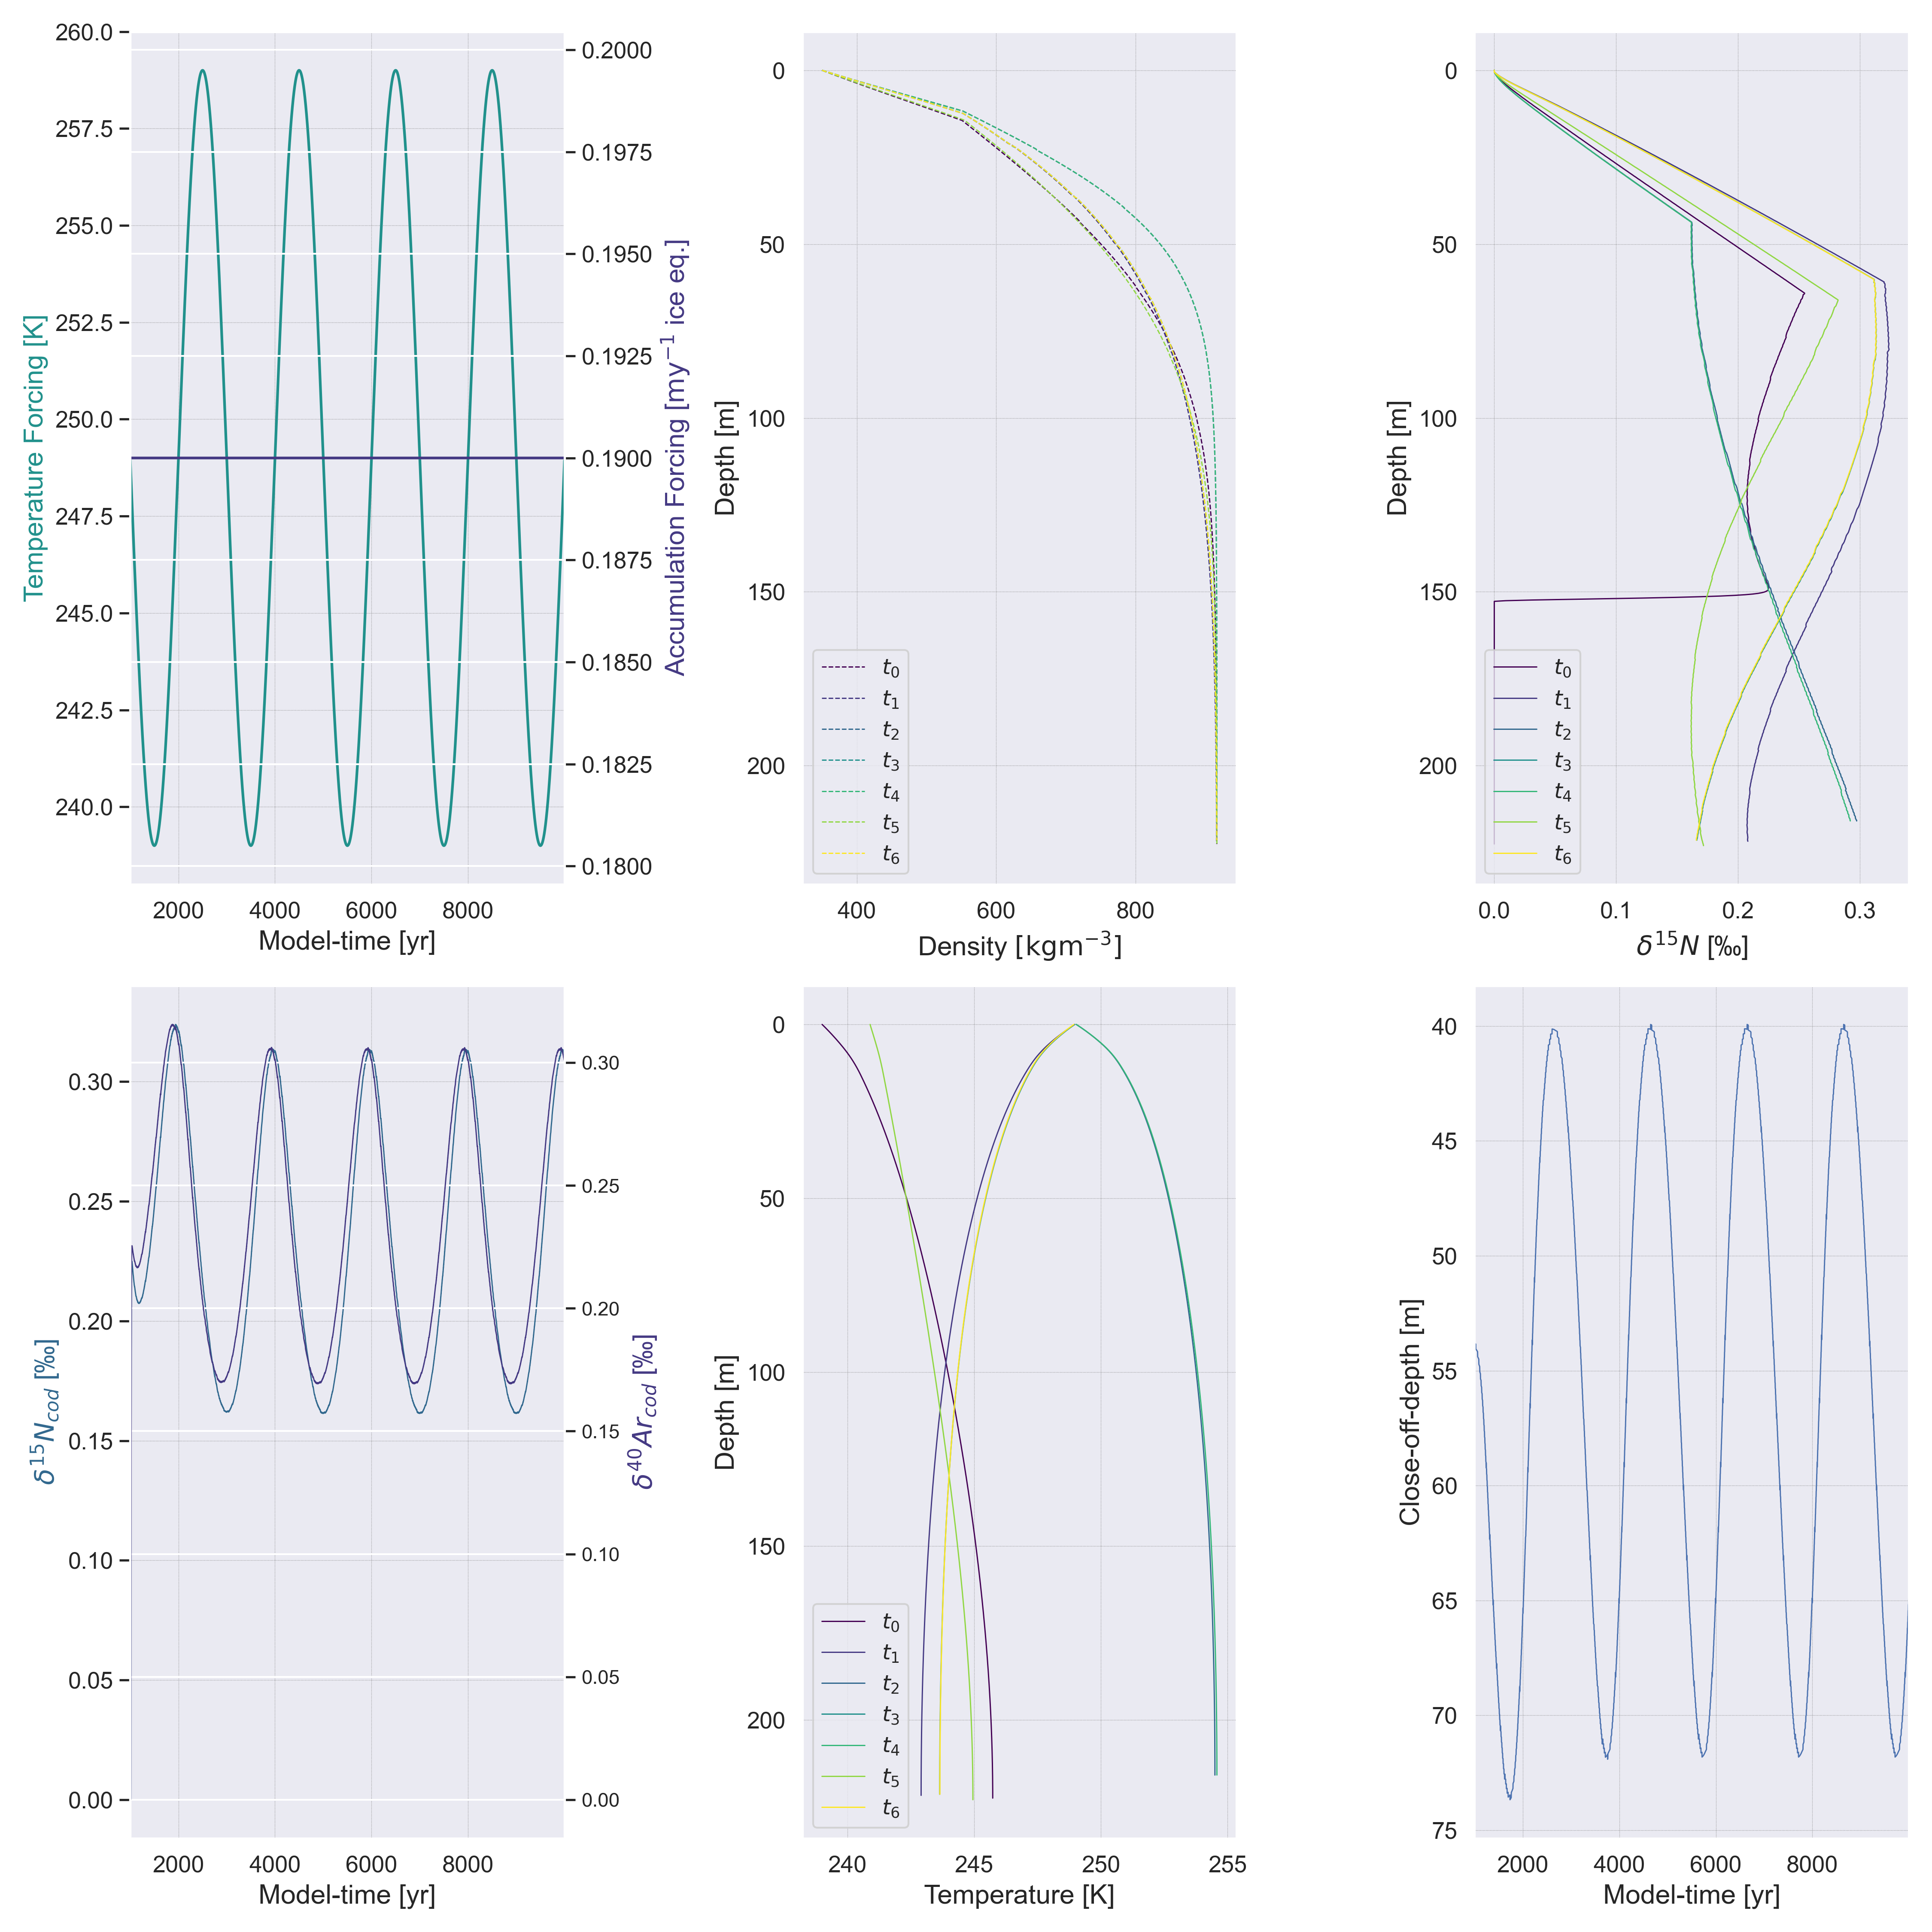 260.0
257.5
255.0
252.5
250.0
247.5
245.0
242.5
240.0
Temperature Forcing [K]
2000 4000 6000 8000
Model-time [yr]
0.2000
0.1975
0.1950
0.1925
0.1900
0.1875
0.1850
0.1825
0.1800
Accumulation Forcing [my⁻¹ ice eq.]
0
50
100
150
200
Depth [m]
t₀
t₁
t₂
t₃
t₄
t₅
t₆
400 600 800
Density [kgm⁻³]
0
50
100
150
200
Depth [m]
t₀
t₁
t₂
t₃
t₄
t₅
t₆
0.0 0.1 0.2 0.3
δ¹⁵N [‰]
0.30
0.25
0.20
0.15
0.10
0.05
0.00
δ¹⁵N_cod [‰]
2000 4000 6000 8000
Model-time [yr]
0.30
0.25
0.20
0.15
0.10
0.05
0.00
δ⁴⁰Ar_cod [‰]
0
50
100
150
200
Depth [m]
t₀
t₁
t₂
t₃
t₄
t₅
t₆
240 245 250 255
Temperature [K]
40
45
50
55
60
65
70
75
Close-off-depth [m]
2000 4000 6000 8000
Model-time [yr]